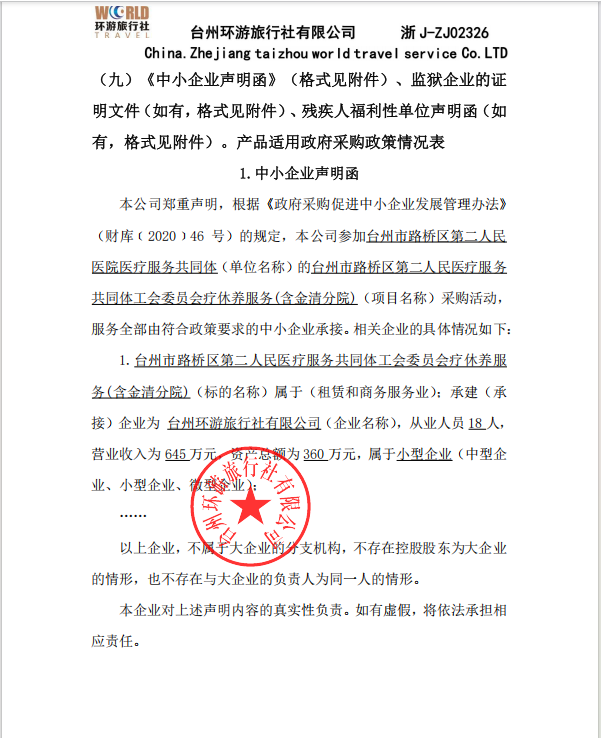 WORLD
环游旅行社
TRAVEL
台州环游旅行社有限公司 浙 J-ZJ02326
China.Zhejiang taizhou world travel service Co.LTD
（九）《中小企业声明函》（格式见附件）、监狱企业的证
明文件（如有，格式见附件）、残疾人福利性单位声明函（如
有，格式见附件）。产品适用政府采购政策情况表
1.中小企业声明函
本公司郑重声明，根据《政府采购促进中小企业发展管理办法》
（财库﹝2020﹞46 号）的规定，本公司参加台州市路桥区第二人民
医院医疗服务共同体（单位名称）的台州市路桥区第二人民医疗服务
共同体工会委员会疗休养服务(含金清分院)（项目名称）采购活动，
服务全部由符合政策要求的中小企业承接。相关企业的具体情况如下：
1.台州市路桥区第二人民医疗服务共同体工会委员会疗休养服
务(含金清分院)（标的名称）属于（租赁和商务服务业）；承建（承
接）企业为 台州环游旅行社有限公司（企业名称），从业人员 18 人，
营业收入为 645 万元，资产总额为 360 万元，属于小型企业（中型企
业、小型企业、微型企业）；
……
以上企业，不属于大企业的分支机构，不存在控股股东为大企业
的情形，也不存在与大企业的负责人为同一人的情形。
本企业对上述声明内容的真实性负责。如有虚假，将依法承担相
应责任。
台州环游旅行社有限公司